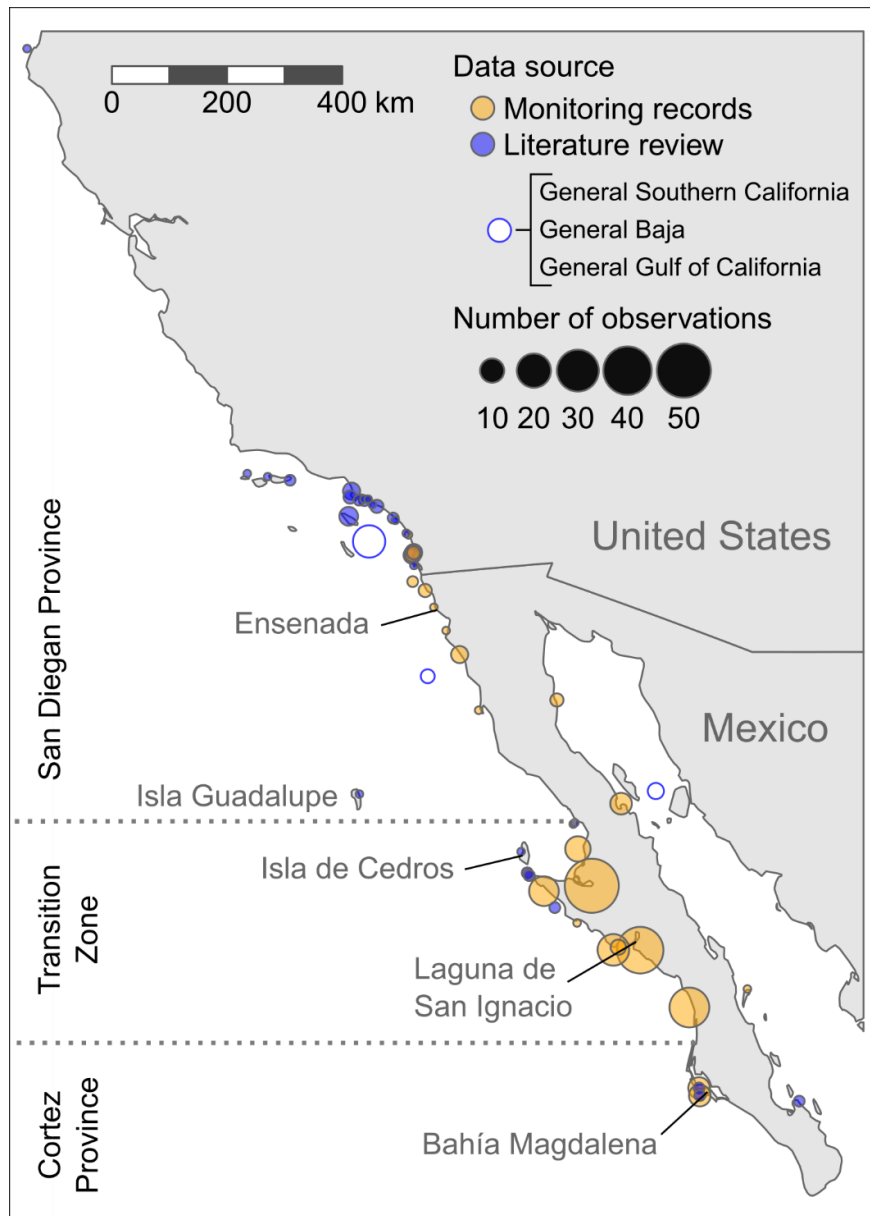 0 200 400 km
Data source
Monitoring records
Literature review
General Southern California
General Baja
General Gulf of California
Number of observations
10 20 30 40 50
United States
Mexico
San Diegan Province
Ensenada
Isla Guadalupe
Transition
Zone
Isla de Cedros
Laguna de
San Ignacio
Cortez
Province
Bahía Magdalena